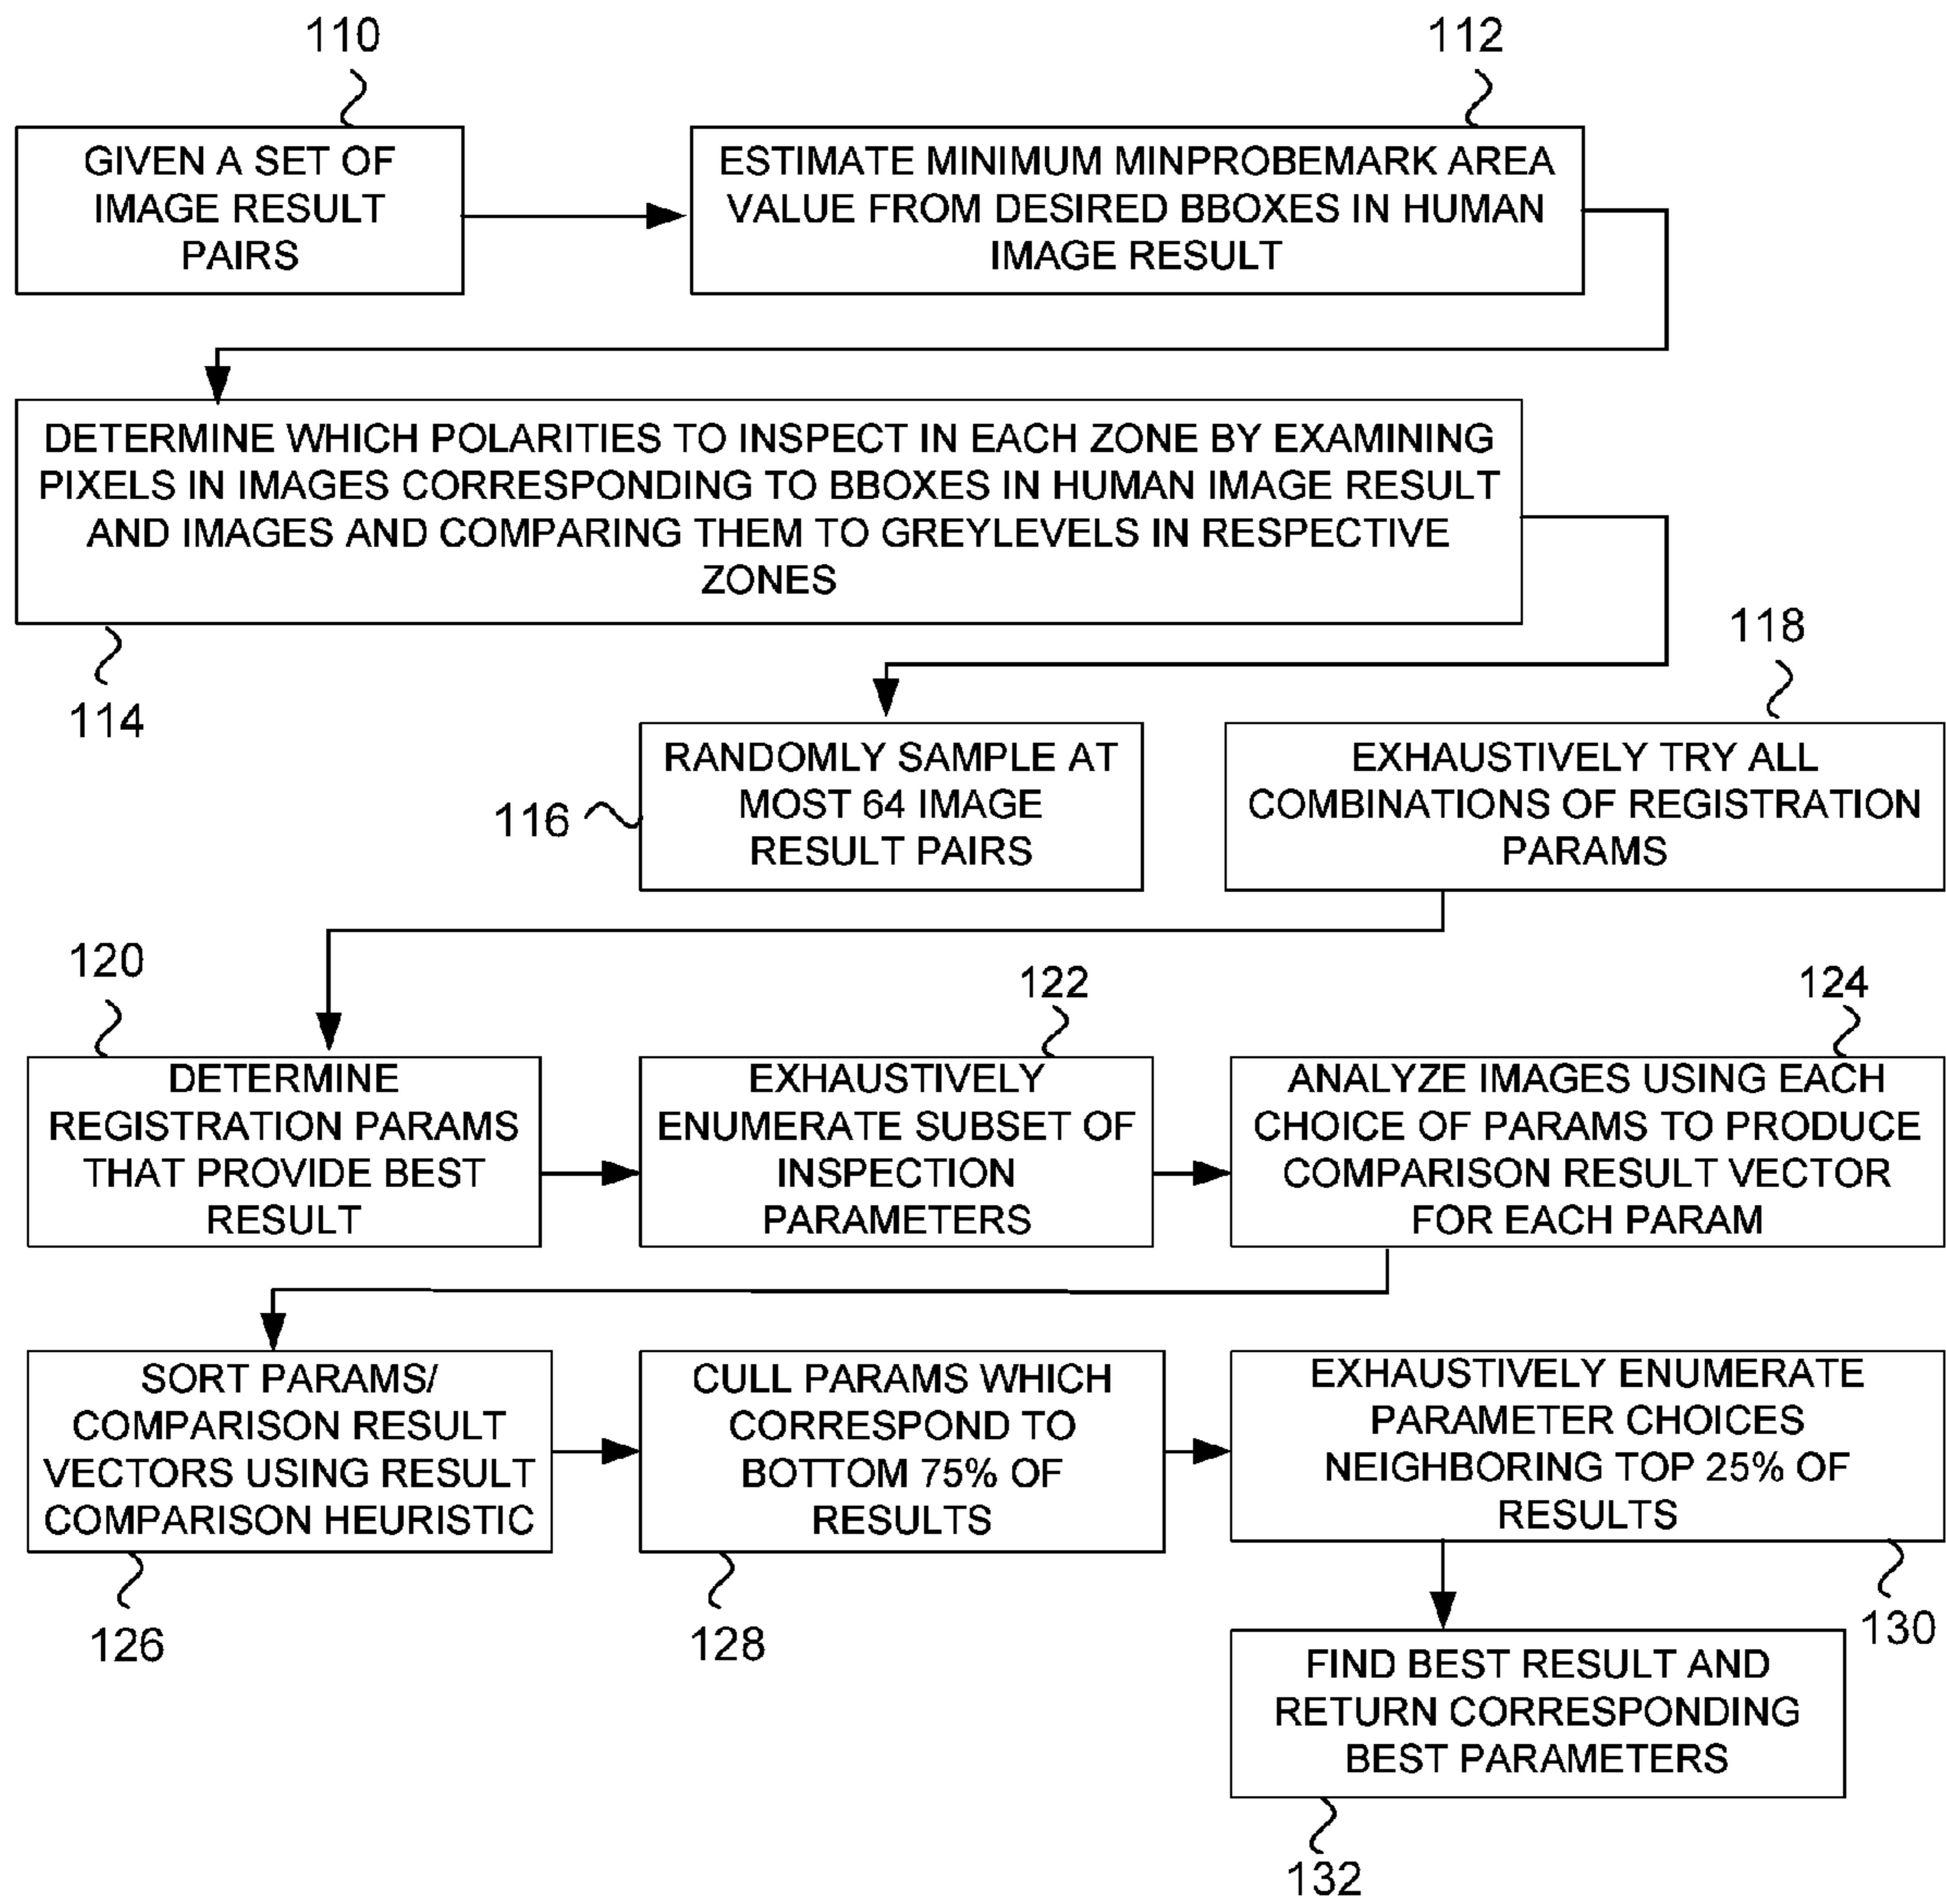 110
GIVEN A SET OF
IMAGE RESULT
PAIRS
112
ESTIMATE MINIMUM MINPROBEMARK AREA
VALUE FROM DESIRED BBOXES IN HUMAN
IMAGE RESULT
DETERMINE WHICH POLARITIES TO INSPECT IN EACH ZONE BY EXAMINING
PIXELS IN IMAGES CORRESPONDING TO BBOXES IN HUMAN IMAGE RESULT
AND IMAGES AND COMPARING THEM TO GREYLEVELS IN RESPECTIVE
ZONES
114
116
RANDOMLY SAMPLE AT
MOST 64 IMAGE
RESULT PAIRS
118
EXHAUSTIVELY TRY ALL
COMBINATIONS OF REGISTRATION
PARAMS
120
DETERMINE
REGISTRATION PARAMS
THAT PROVIDE BEST
RESULT
122
EXHAUSTIVELY
ENUMERATE SUBSET OF
INSPECTION
PARAMETERS
124
ANALYZE IMAGES USING EACH
CHOICE OF PARAMS TO PRODUCE
COMPARISON RESULT VECTOR
FOR EACH PARAM
SORT PARAMS/
COMPARISON RESULT
VECTORS USING RESULT
COMPARISON HEURISTIC
126
CULL PARAMS WHICH
CORRESPOND TO
BOTTOM 75% OF
RESULTS
128
EXHAUSTIVELY ENUMERATE
PARAMETER CHOICES
NEIGHBORING TOP 25% OF
RESULTS
130
FIND BEST RESULT AND
RETURN CORRESPONDING
BEST PARAMETERS
132